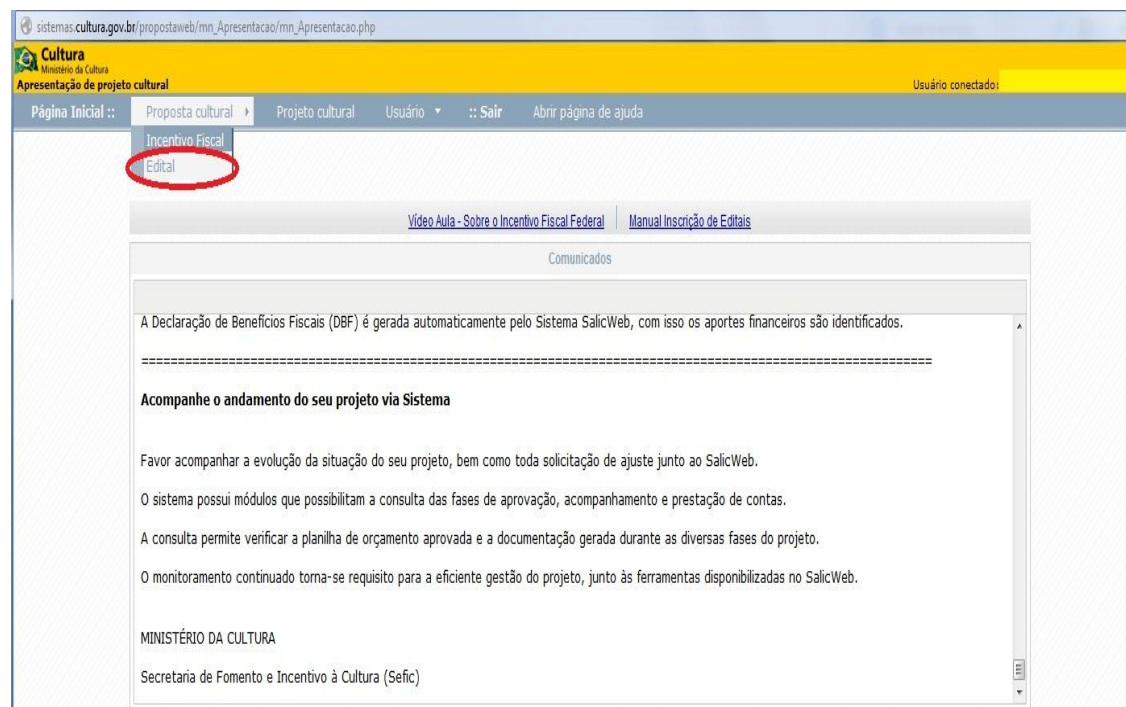 sistemas.cultura.gov.br/propostaweb/mn_Apresentacao/mn_Apresentacao.php
Cultura
Ministério da Cultura
Apresentação de projeto cultural
Usuário conectado:
Página Inicial :: Proposta cultural Projeto cultural Usuário :: Sair Abrir página de ajuda
Incentivo Fiscal
Edital
Vídeo Aula - Sobre o Incentivo Fiscal Federal Manual Inscrição de Editais
Comunicados
A Declaração de Benefícios Fiscais (DBF) é gerada automaticamente pelo Sistema SalicWeb, com isso os aportes financeiros são identificados.
==============================================================================================================
Acompanhe o andamento do seu projeto via Sistema
Favor acompanhar a evolução da situação do seu projeto, bem como toda solicitação de ajuste junto ao SalicWeb.
O sistema possui módulos que possibilitam a consulta das fases de aprovação, acompanhamento e prestação de contas.
A consulta permite verificar a planilha de orçamento aprovada e a documentação gerada durante as diversas fases do projeto.
O monitoramento continuado torna-se requisito para a eficiente gestão do projeto, junto às ferramentas disponibilizadas no SalicWeb.
MINISTÉRIO DA CULTURA
Secretaria de Fomento e Incentivo à Cultura (Sefic)